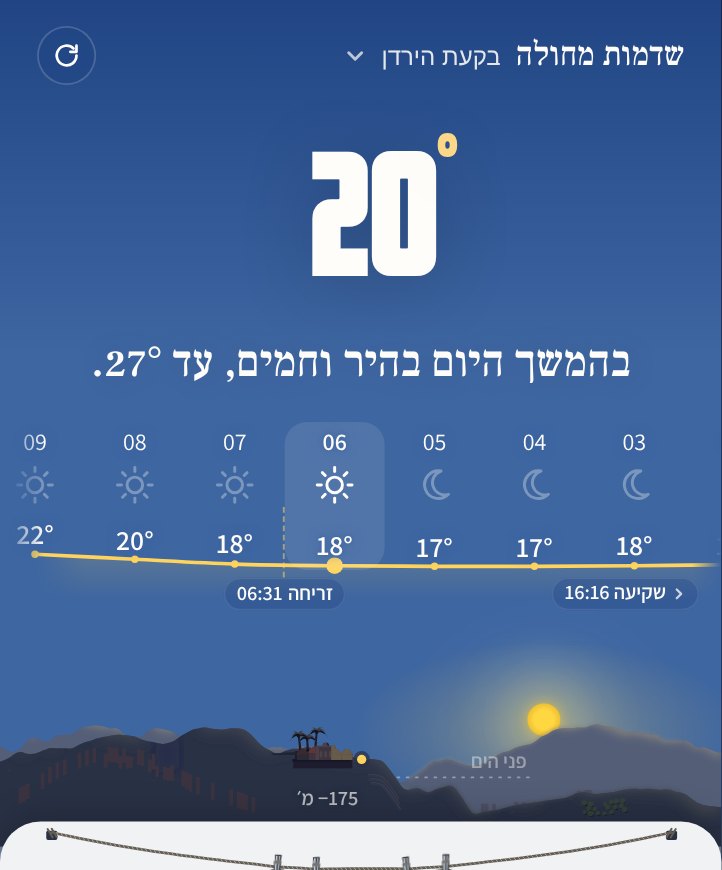 שדמות מחולה בקעת הירדן
20°
בהמשך היום בהיר וחמים, עד 27°.
03 04 05 06 07 08 09
18° 17° 17° 18° 18° 20° 22°
שקיעה 16:16 זריחה 06:31
פני הים
−175 מ׳